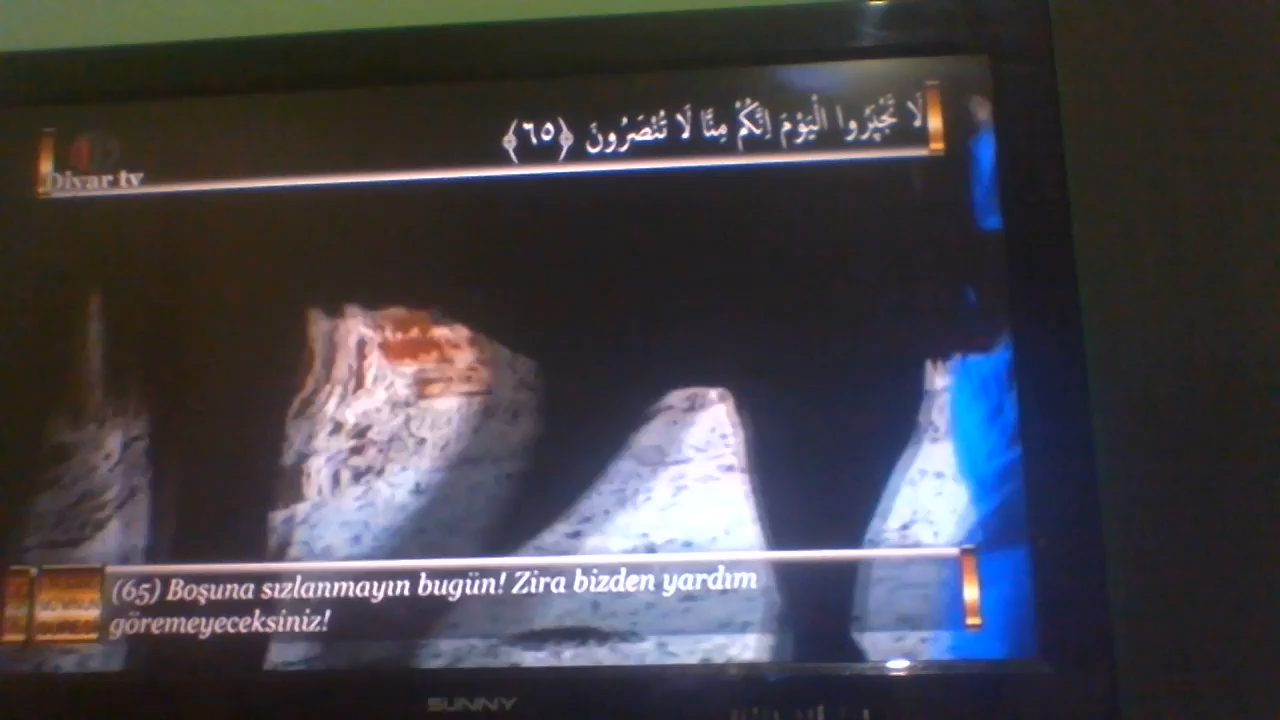 لَا تَجْـَٔرُوا الْيَوْمَ اِنَّكُمْ مِنَّا لَا تُنْصَرُونَ ﴿٦٥﴾
Divar tv
(65) Boşuna sızlanmayın bugün! Zira bizden yardım
göremeyeceksiniz!
SUNNY